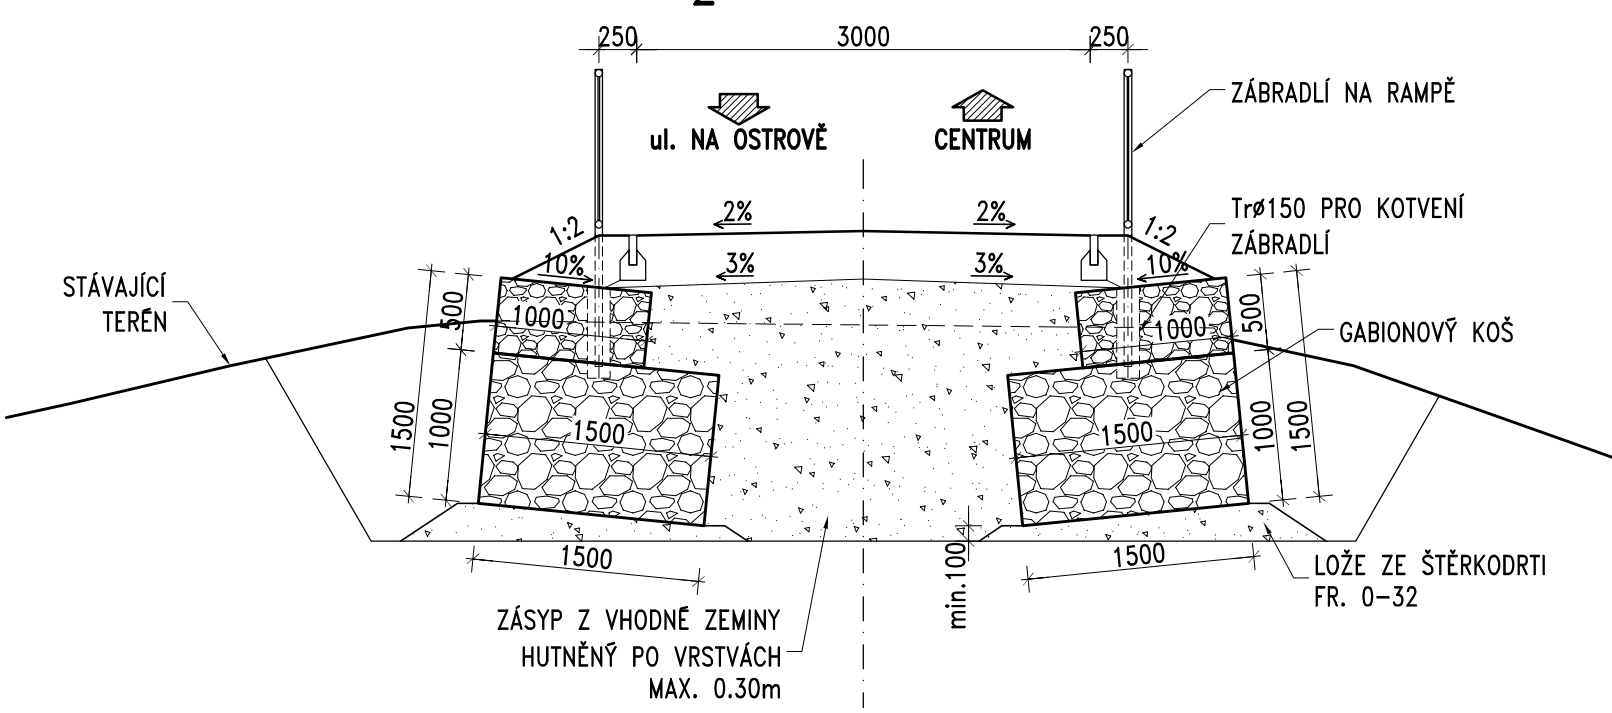 250
3000
250
ZÁBRADLÍ NA RAMPĚ
ul. NA OSTROVĚ
CENTRUM
2%
2%
TrØ150 PRO KOTVENÍ
ZÁBRADLÍ
1:2
1:2
10%
3%
3%
10%
STÁVAJÍCÍ
TERÉN
500
1000
1000
500
GABIONOVÝ KOŠ
1500
1000
1500
1500
1000
1500
1500
min.100
1500
LOŽE ZE ŠTĚRKODRTI
FR. 0-32
ZÁSYP Z VHODNÉ ZEMINY
HUTNĚNÝ PO VRSTVÁCH
MAX. 0.30m